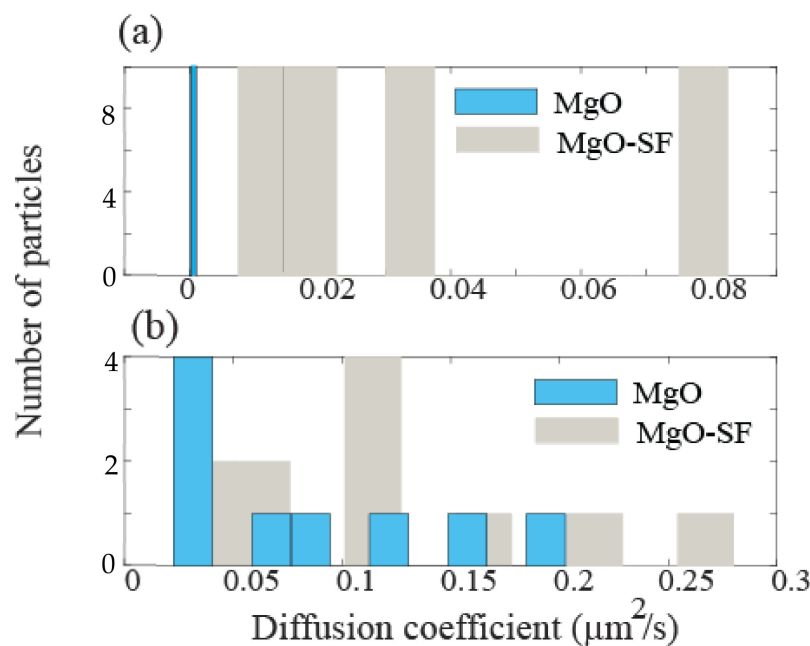 (a)
8
4
0
MgO
MgO-SF
0 0.02 0.04 0.06 0.08
Number of particles
(b)
4
2
0
MgO
MgO-SF
0 0.05 0.1 0.15 0.2 0.25 0.3
Diffusion coefficient (μm²/s)